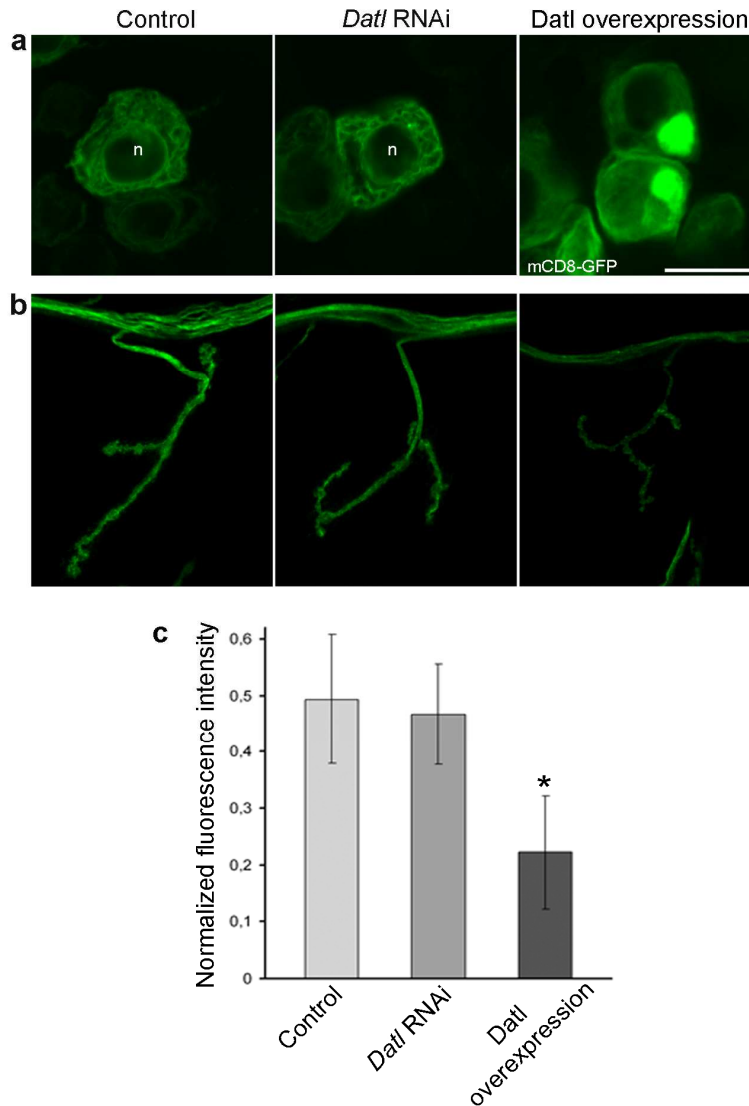 Control
Datl RNAi
Datl overexpression
a
n
n
mCD8-GFP
b
c
Normalized fluorescence intensity
0,6
0,5
0,4
0,3
0,2
0,1
0
*
Control
Datl RNAi
Datl
overexpression